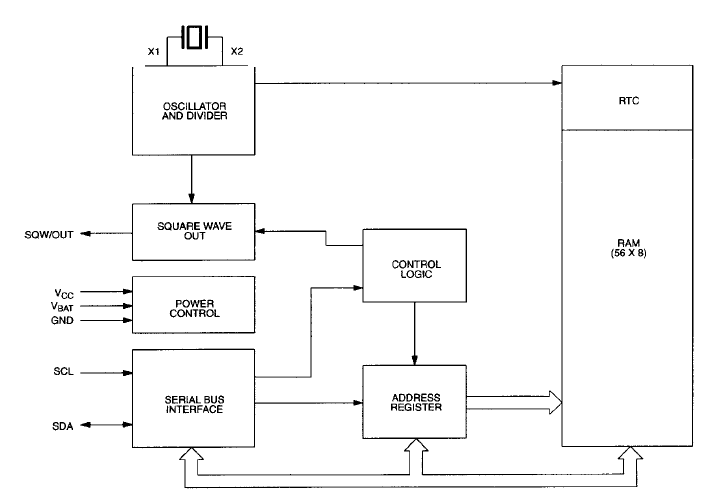 X1
X2
OSCILLATOR
AND DIVIDER
RTC
SQUARE WAVE
OUT
SQW/OUT
CONTROL
LOGIC
RAM
(56 X 8)
VCC
VBAT
GND
POWER
CONTROL
SCL
SDA
SERIAL BUS
INTERFACE
ADDRESS
REGISTER